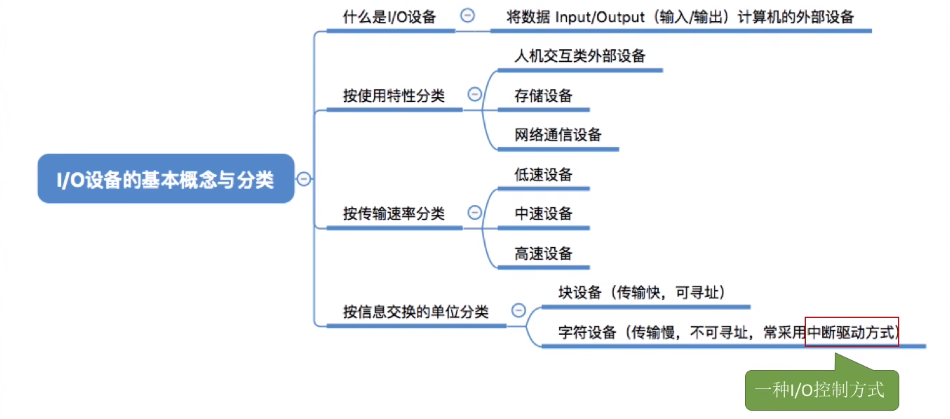 I/O设备的基本概念与分类
什么是I/O设备
将数据 Input/Output（输入/输出）计算机的外部设备
按使用特性分类
人机交互类外部设备
存储设备
网络通信设备
按传输速率分类
低速设备
中速设备
高速设备
按信息交换的单位分类
块设备（传输快，可寻址）
字符设备（传输慢，不可寻址，常采用中断驱动方式）
一种I/O控制方式